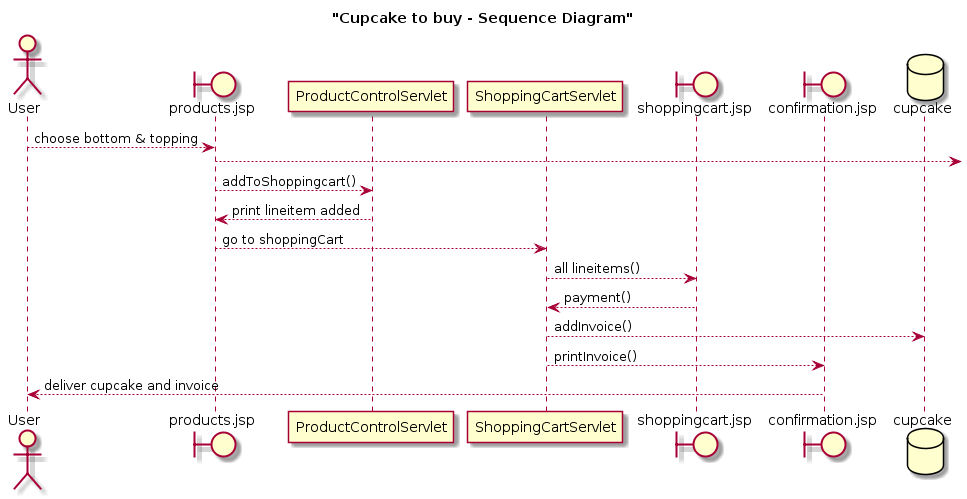 "Cupcake to buy - Sequence Diagram"
User
products.jsp
ProductControlServlet
ShoppingCartServlet
shoppingcart.jsp
confirmation.jsp
cupcake
choose bottom & topping
addToShoppingcart()
print lineitem added
go to shoppingCart
all lineitems()
payment()
addInvoice()
printInvoice()
deliver cupcake and invoice
User
products.jsp
ProductControlServlet
ShoppingCartServlet
shoppingcart.jsp
confirmation.jsp
cupcake